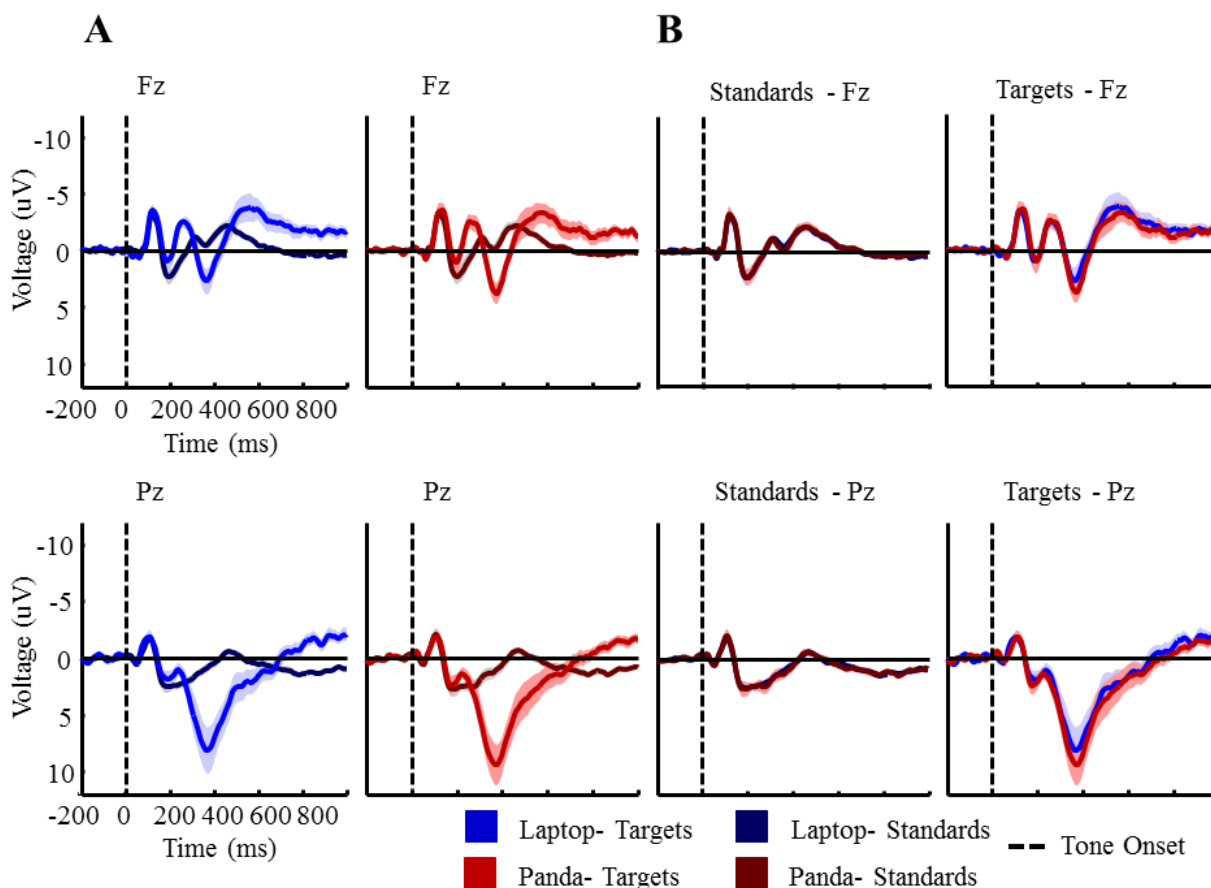 A
B
Fz
Fz
Standards - Fz
Targets - Fz
-10
-5
0
5
10
Voltage (uV)
-200 0 200 400 600 800
Time (ms)
Pz
Pz
Standards - Pz
Targets - Pz
-10
-5
0
5
10
Voltage (uV)
-200 0 200 400 600 800
Time (ms)
Laptop- Targets
Laptop- Standards
Tone Onset
Panda- Targets
Panda- Standards